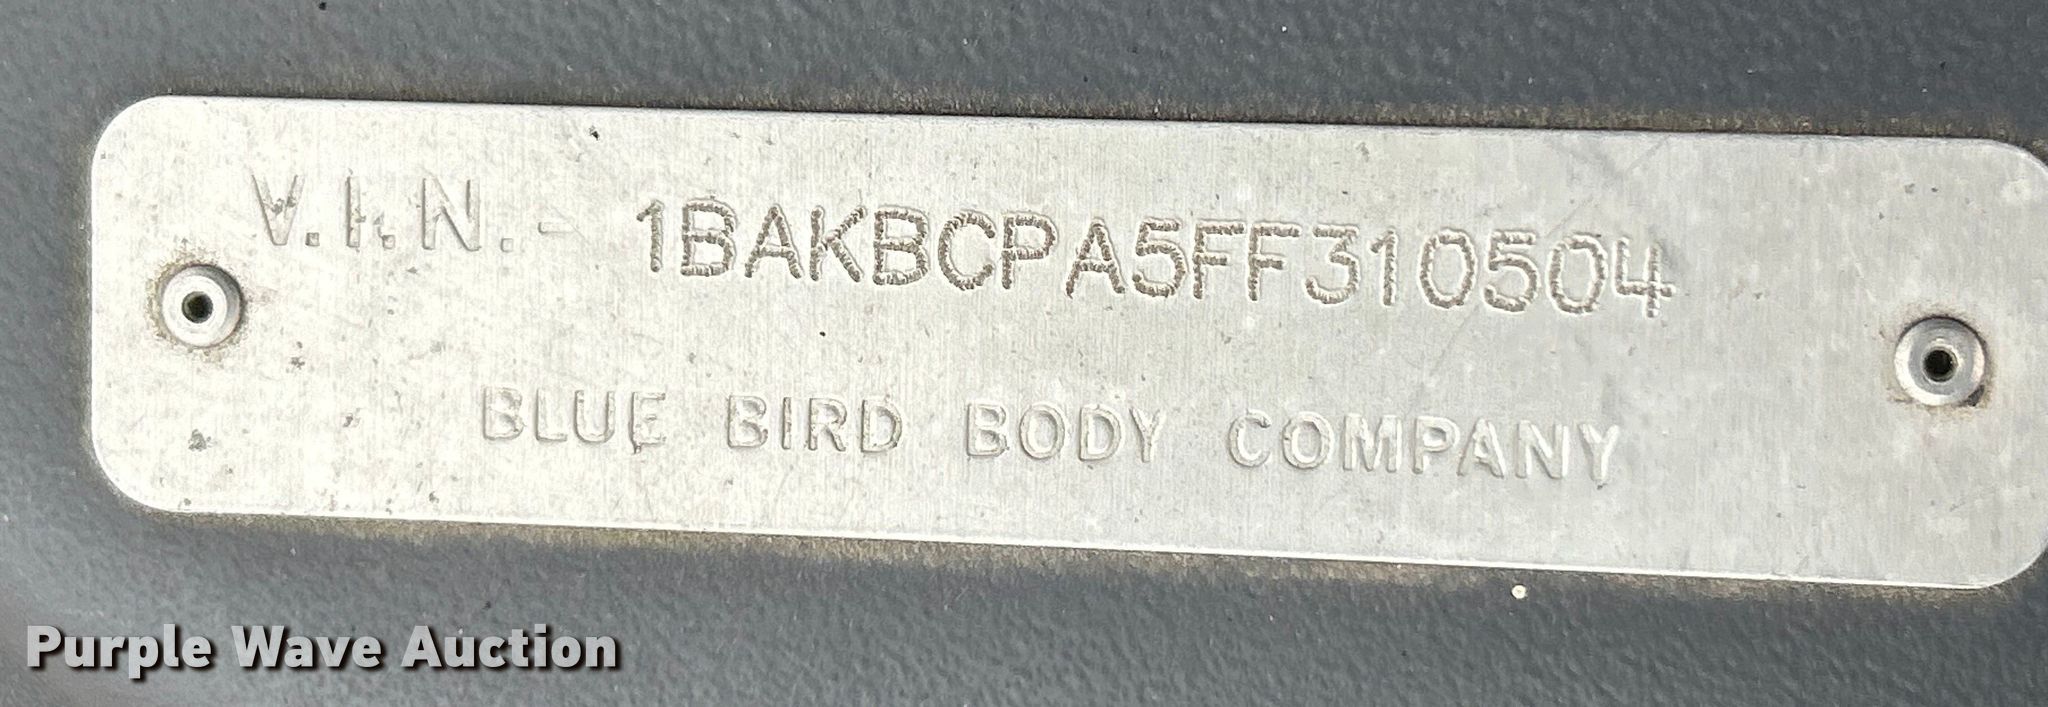 V.I.N. - 1BAKBCPA5FF310504
BLUE BIRD BODY COMPANY
Purple Wave Auction